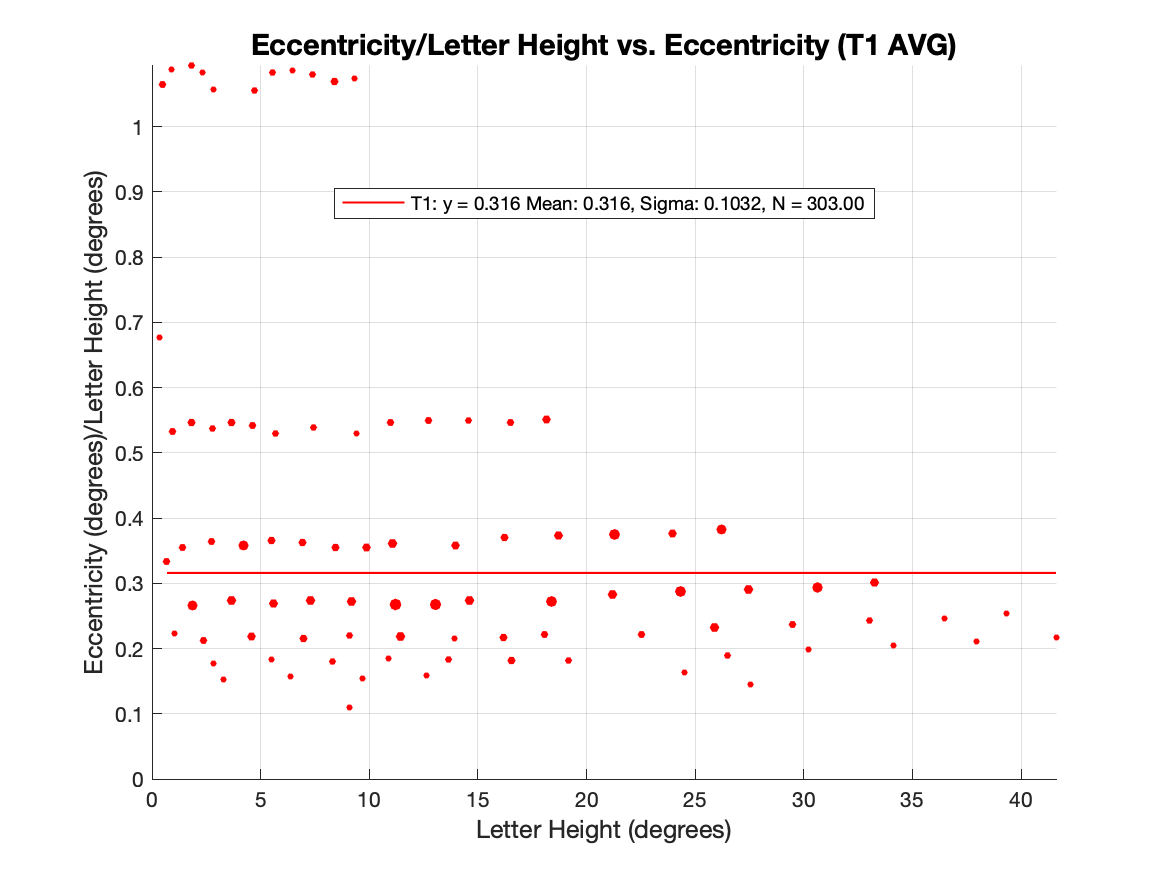 Eccentricity/Letter Height vs. Eccentricity (T1 AVG)
1
0.9
T1: y = 0.316 Mean: 0.316, Sigma: 0.1032, N = 303.00
0.8
0.7
0.6
0.5
0.4
0.3
0.2
0.1
0
Eccentricity (degrees)/Letter Height (degrees)
0 5 10 15 20 25 30 35 40
Letter Height (degrees)